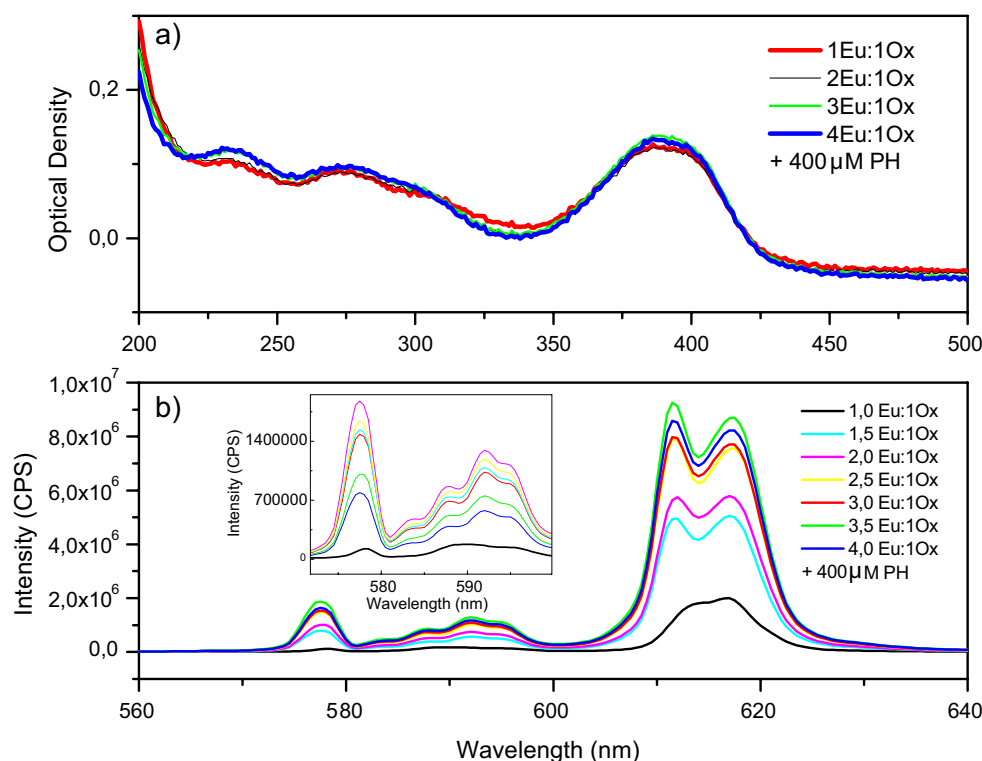 a)
1Eu:1Ox
2Eu:1Ox
3Eu:1Ox
4Eu:1Ox
+ 400 µM PH
Optical Density
0,2
0,0
200 250 300 350 400 450 500
b)
1,0x10⁷
8,0x10⁶
6,0x10⁶
4,0x10⁶
2,0x10⁶
0,0
Intensity (CPS)
1400000
700000
0
Intensity (CPS)
580 590
Wavelength (nm)
1,0 Eu:1Ox
1,5 Eu:1Ox
2,0 Eu:1Ox
2,5 Eu:1Ox
3,0 Eu:1Ox
3,5 Eu:1Ox
4,0 Eu:1Ox
+ 400µM PH
560 580 600 620 640
Wavelength (nm)